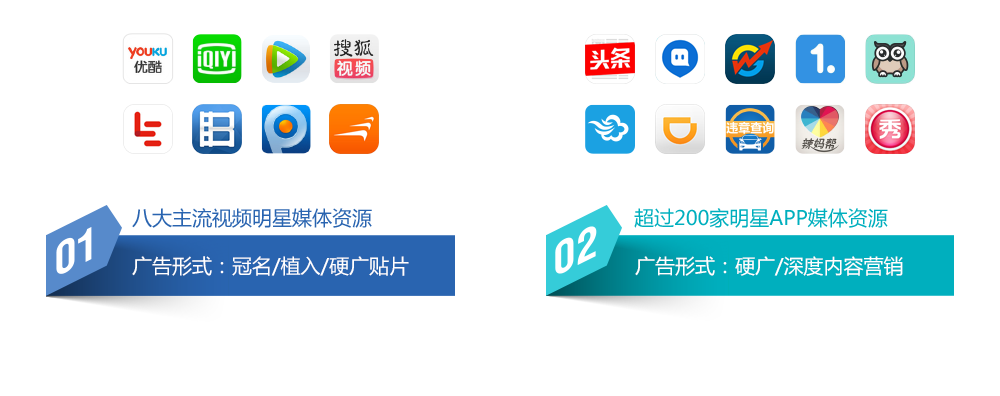 YOUKU
优酷
iQIYI
搜狐
视频
头条
1.
违章查询
辣妈帮
秀
01
八大主流视频明星媒体资源
广告形式：冠名/植入/硬广贴片
02
超过200家明星APP媒体资源
广告形式：硬广/深度内容营销